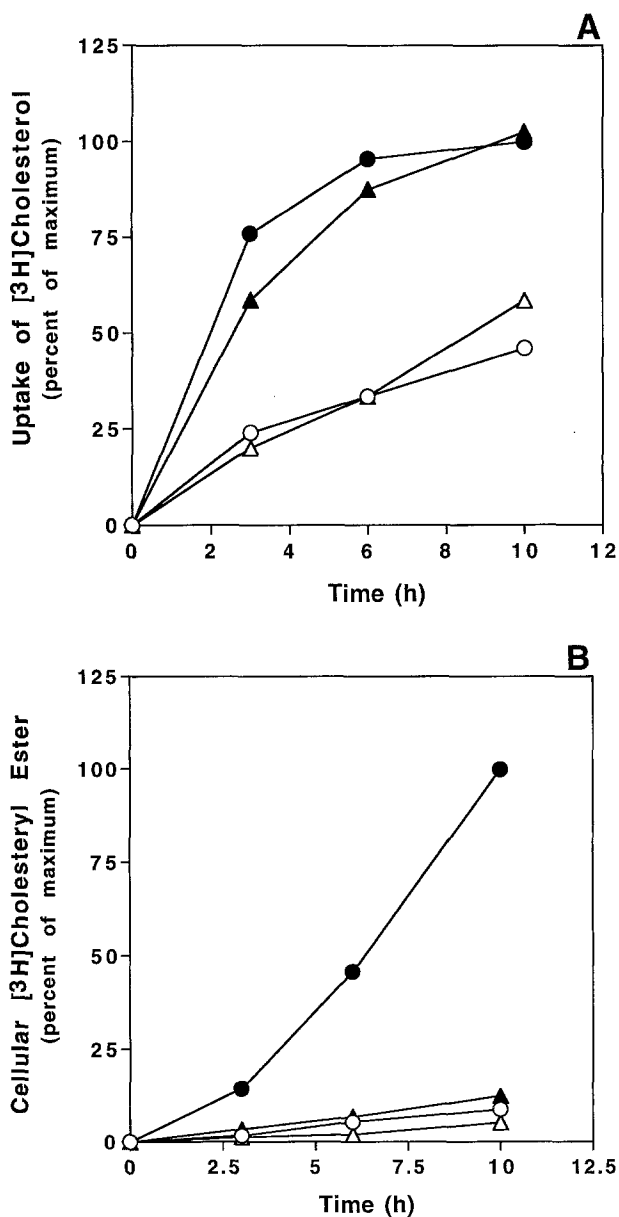 A
Uptake of [3H]Cholesterol
(percent of maximum)
125
100
75
50
25
0
0 2 4 6 8 10 12
Time (h)
B
Cellular [3H]Cholesteryl Ester
(percent of maximum)
125
100
75
50
25
0
0 2.5 5 7.5 10 12.5
Time (h)